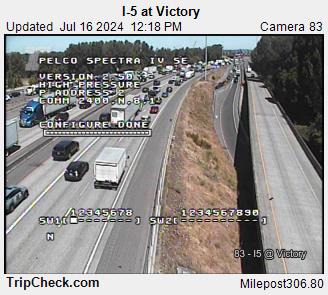 I-5 at Victory
Updated Jul 16 2024 12:18 PM Camera 83
PELCO SPECTRA IV SE
VERSION 2.50
HIGH-PRESSURE
P ADDRESS 2
COMM 2400,N,8,1
CONFIGURE DONE
12345678 1234567890
SW1[■-------] SW2[----------]
N
83 - I5 @ Victory
TripCheck.com Milepost306.80